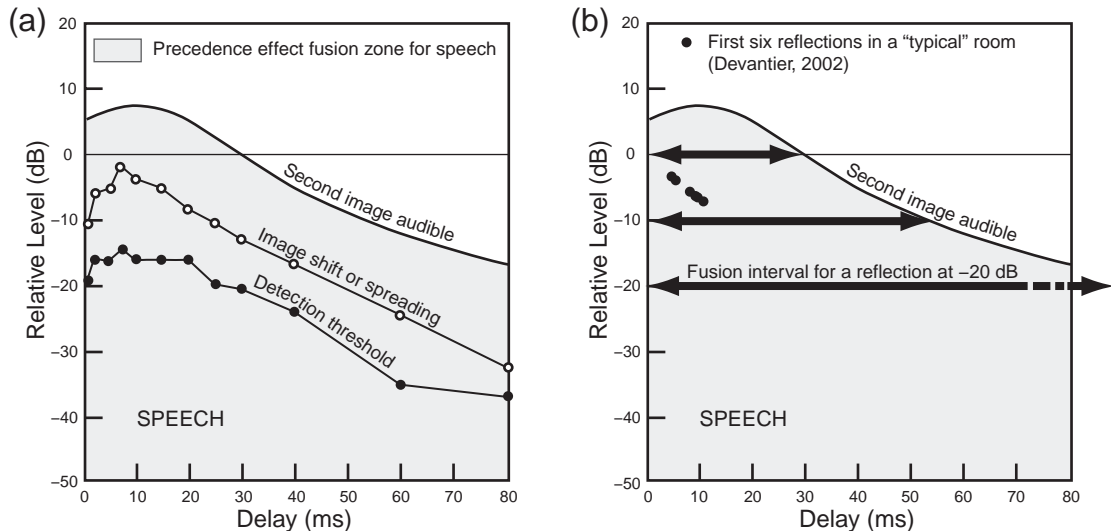 (a)
Precedence effect fusion zone for speech
20
10
0
–10
–20
–30
–40
–50
Relative Level (dB)
Second image audible
Image shift or spreading
Detection threshold
SPEECH
0
10
20
30
40
50
60
70
80
Delay (ms)
(b)
First six reflections in a “typical” room
(Devantier, 2002)
20
10
0
–10
–20
–30
–40
–50
Relative Level (dB)
Second image audible
Fusion interval for a reflection at –20 dB
SPEECH
0
10
20
30
40
50
60
70
80
Delay (ms)